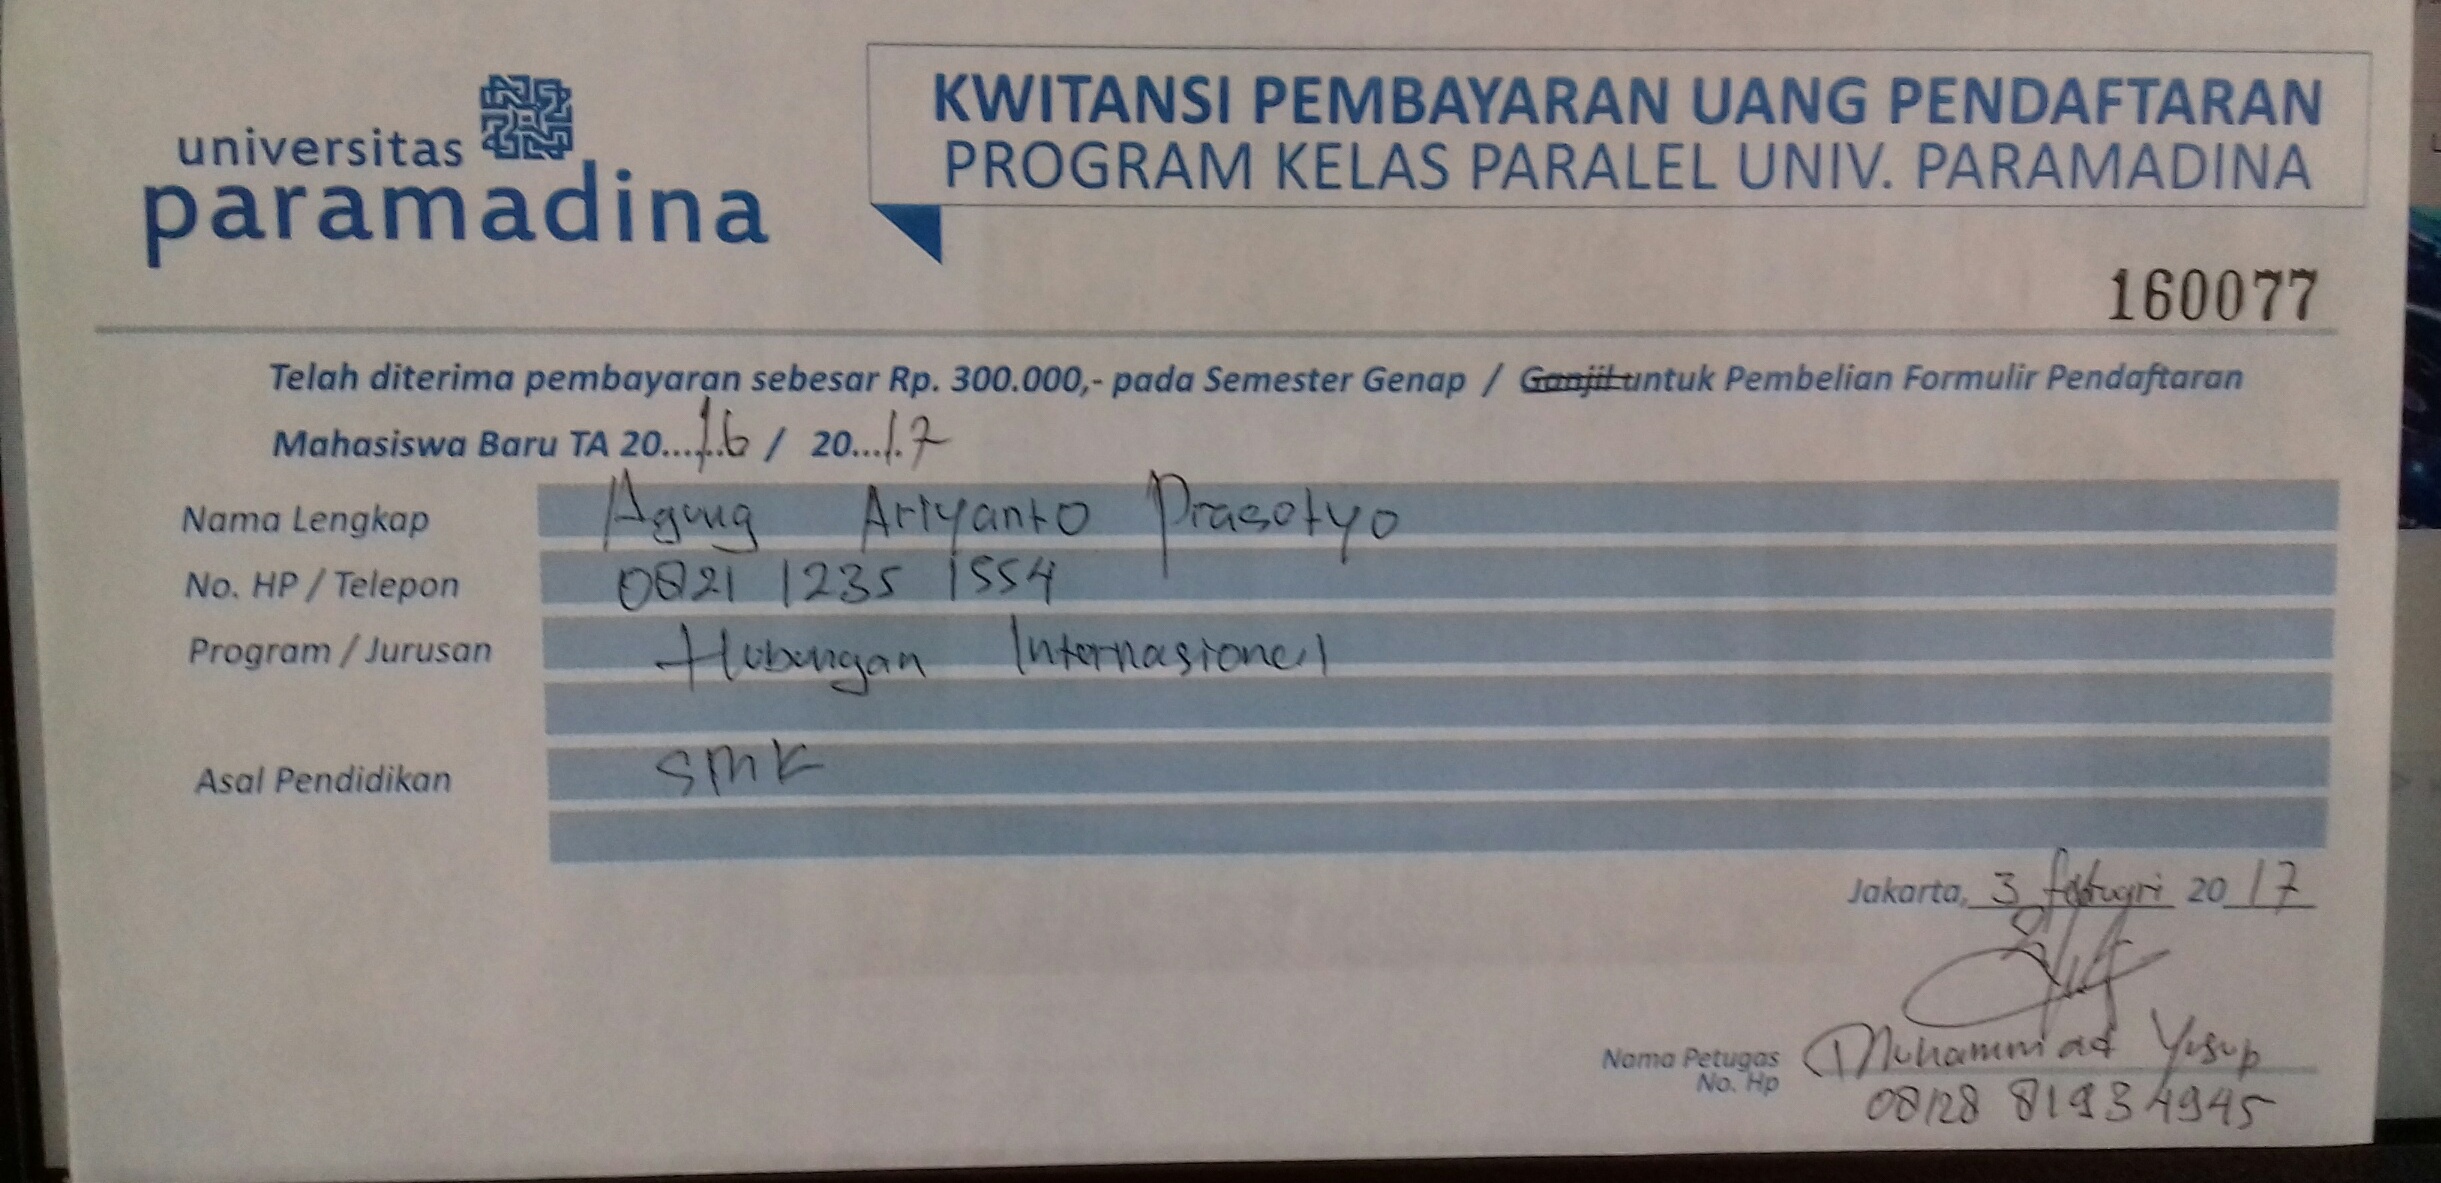 universitas
paramadina
KWITANSI PEMBAYARAN UANG PENDAFTARAN
PROGRAM KELAS PARALEL UNIV. PARAMADINA
160077
Telah diterima pembayaran sebesar Rp. 300.000,- pada Semester Genap / Ganjil untuk Pembelian Formulir Pendaftaran
Mahasiswa Baru TA 20...16 / 20...17
Nama Lengkap Agung Ariyanto Prasetyo
No. HP / Telepon 0821 1235 1554
Program / Jurusan Hubungan Internasional
Asal Pendidikan SMK
Jakarta, 3 februari 2017
Nama Petugas Muhammad Yusup
No. Hp 08128 8193 4945